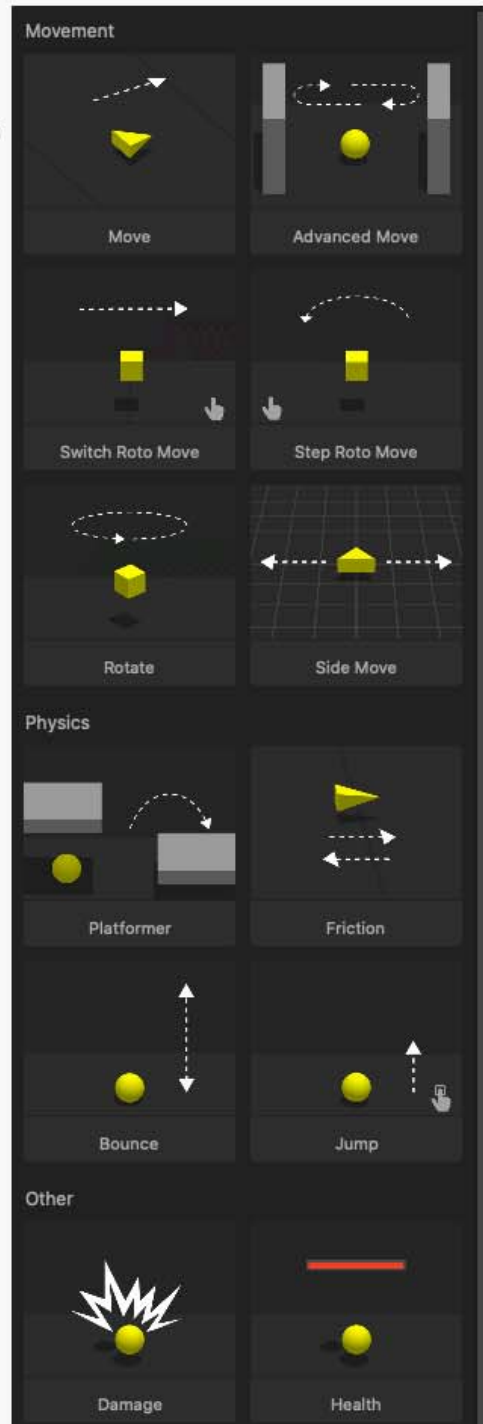 Movement
Move
Advanced Move
Switch Roto Move
Step Roto Move
Rotate
Side Move
Physics
Platformer
Friction
Bounce
Jump
Other
Damage
Health